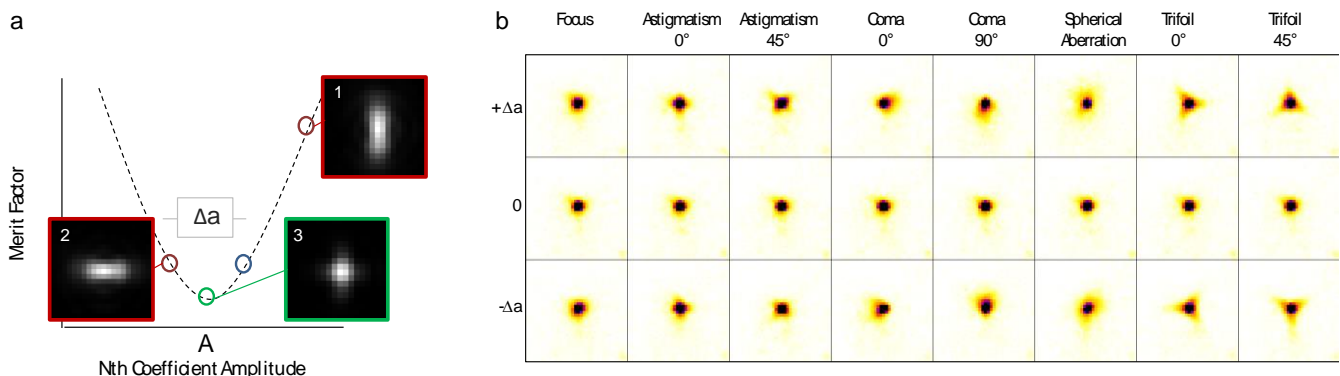 a
Merit Factor
1
2
3
Δa
A
Nth Coefficient Amplitude
b
Focus
Astigmatism
0°
Astigmatism
45°
Coma
0°
Coma
90°
Spherical
Aberration
Trifoil
0°
Trifoil
45°
+Δa
0
-Δa